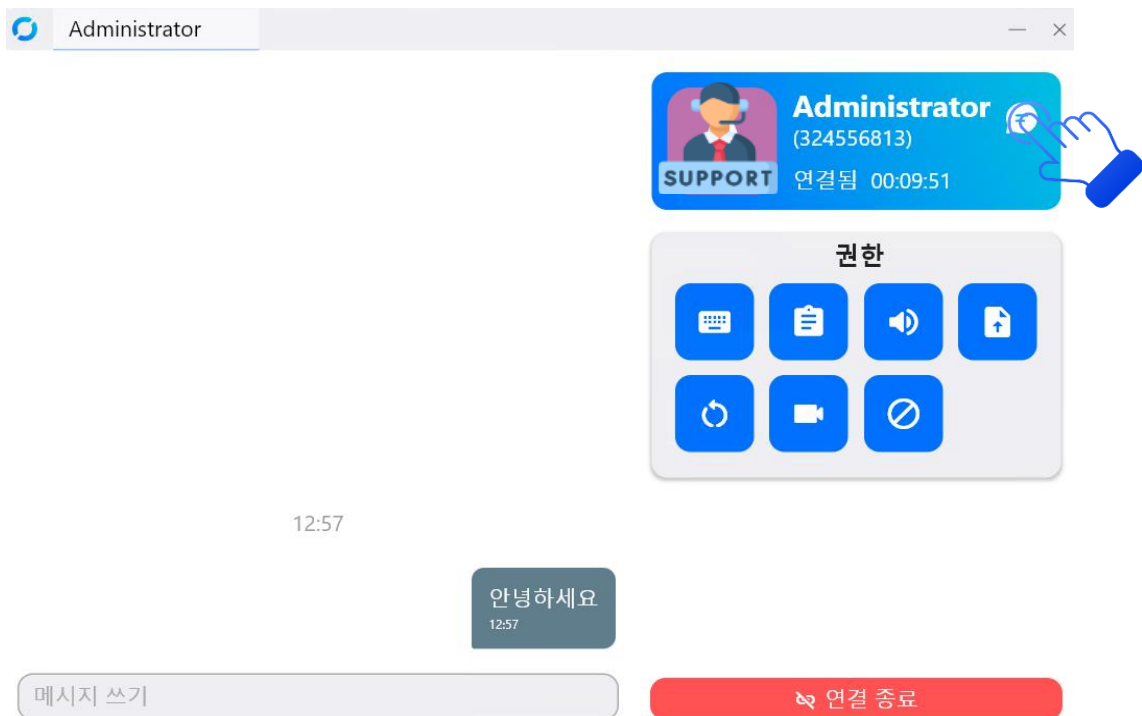 Administrator
Administrator
(324556813)
SUPPORT
연결됨 00:09:51
권한
12:57
안녕하세요
12:57
메시지 쓰기
연결 종료